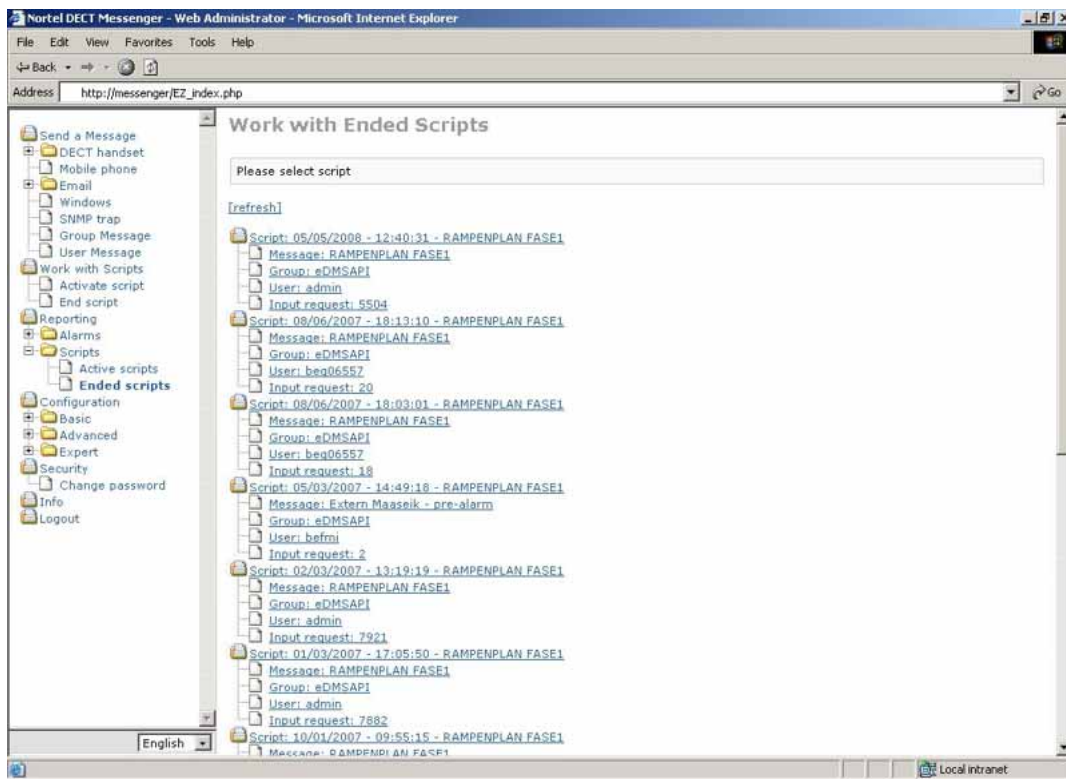 Nortel DECT Messenger - Web Administrator - Microsoft Internet Explorer
File Edit View Favorites Tools Help
Back
Address http://messenger/EZ_index.php Go
Send a Message
DECT handset
Mobile phone
Email
Windows
SNMP trap
Group Message
User Message
Work with Scripts
Activate script
End script
Reporting
Alarms
Scripts
Active scripts
Ended scripts
Configuration
Basic
Advanced
Expert
Security
Change password
Info
Logout
English
Work with Ended Scripts
Please select script
[refresh]
Script: 05/05/2008 - 12:40:31 - RAMPENPLAN FASE1
Message: RAMPENPLAN FASE1
Group: eDMSAPI
User: admin
Input request: 5504
Script: 08/06/2007 - 18:13:10 - RAMPENPLAN FASE1
Message: RAMPENPLAN FASE1
Group: eDMSAPI
User: beq06557
Input request: 20
Script: 08/06/2007 - 18:03:01 - RAMPENPLAN FASE1
Message: RAMPENPLAN FASE1
Group: eDMSAPI
User: beq06557
Input request: 18
Script: 05/03/2007 - 14:49:18 - RAMPENPLAN FASE1
Message: Extern Maaseik - pre-alarm
Group: eDMSAPI
User: befmi
Input request: 2
Script: 02/03/2007 - 13:19:19 - RAMPENPLAN FASE1
Message: RAMPENPLAN FASE1
Group: eDMSAPI
User: admin
Input request: 7921
Script: 01/03/2007 - 17:05:50 - RAMPENPLAN FASE1
Message: RAMPENPLAN FASE1
Group: eDMSAPI
User: admin
Input request: 7882
Script: 10/01/2007 - 09:55:15 - RAMPENPLAN FASE1
Message: RAMPENPLAN FASE1
Local intranet